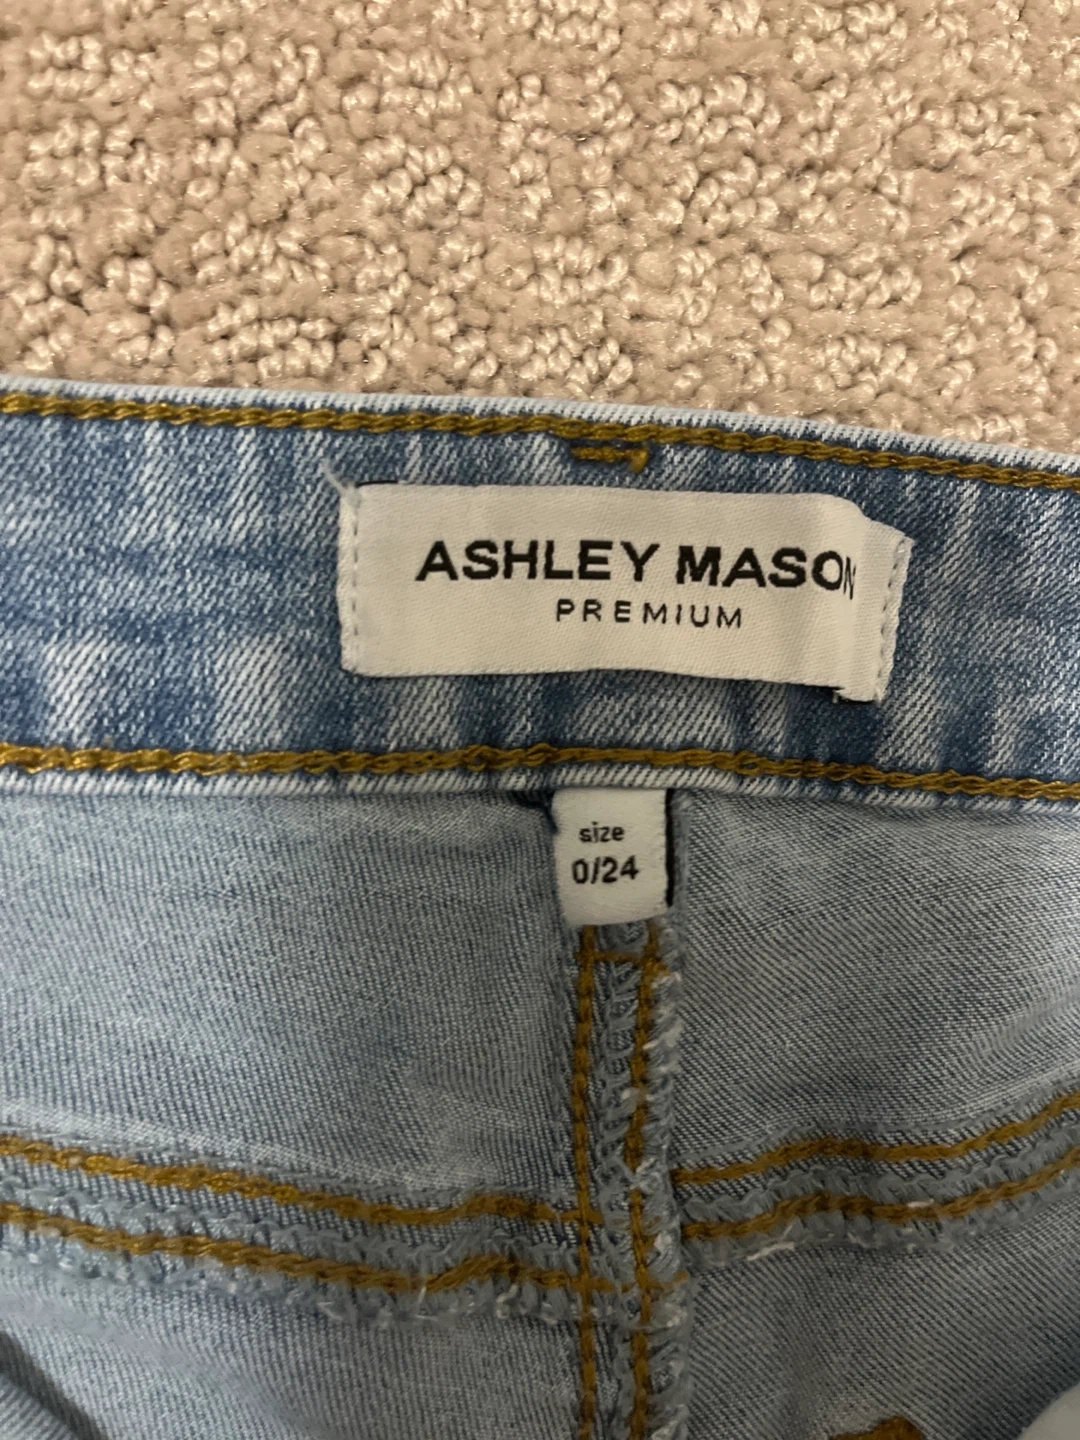 ASHLEY MASON
PREMIUM
size
0/24